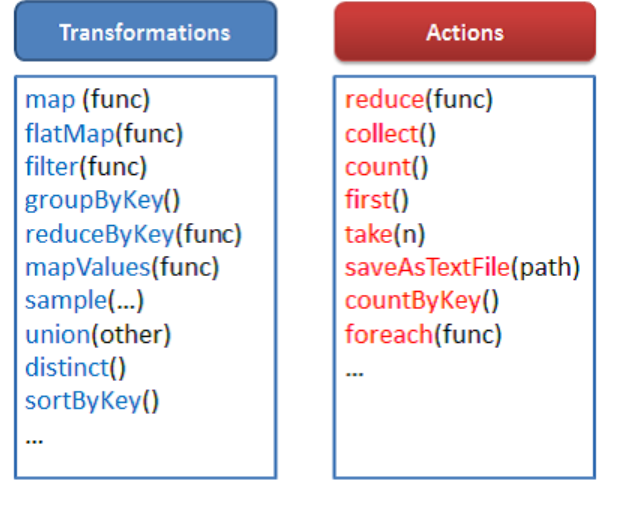 Transformations
map (func)
flatMap(func)
filter(func)
groupByKey()
reduceByKey(func)
mapValues(func)
sample(...)
union(other)
distinct()
sortByKey()
...
Actions
reduce(func)
collect()
count()
first()
take(n)
saveAsTextFile(path)
countByKey()
foreach(func)
...